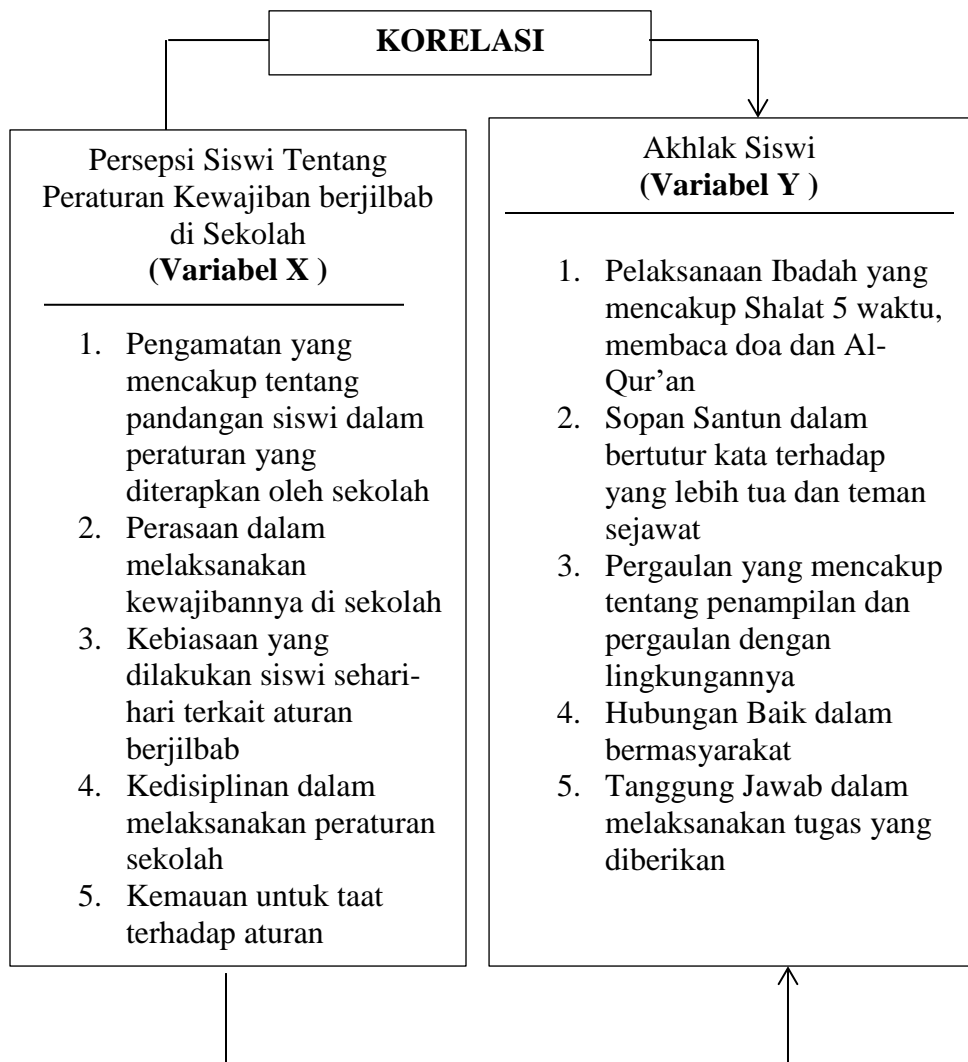 KORELASI
Persepsi Siswi Tentang
Peraturan Kewajiban berjilbab
di Sekolah
(Variabel X )
1. Pengamatan yang
mencakup tentang
pandangan siswi dalam
peraturan yang
diterapkan oleh sekolah
2. Perasaan dalam
melaksanakan
kewajibannya di sekolah
3. Kebiasaan yang
dilakukan siswi sehari-
hari terkait aturan
berjilbab
4. Kedisiplinan dalam
melaksanakan peraturan
sekolah
5. Kemauan untuk taat
terhadap aturan
Akhlak Siswi
(Variabel Y )
1. Pelaksanaan Ibadah yang
mencakup Shalat 5 waktu,
membaca doa dan Al-
Qur’an
2. Sopan Santun dalam
bertutur kata terhadap
yang lebih tua dan teman
sejawat
3. Pergaulan yang mencakup
tentang penampilan dan
pergaulan dengan
lingkungannya
4. Hubungan Baik dalam
bermasyarakat
5. Tanggung Jawab dalam
melaksanakan tugas yang
diberikan